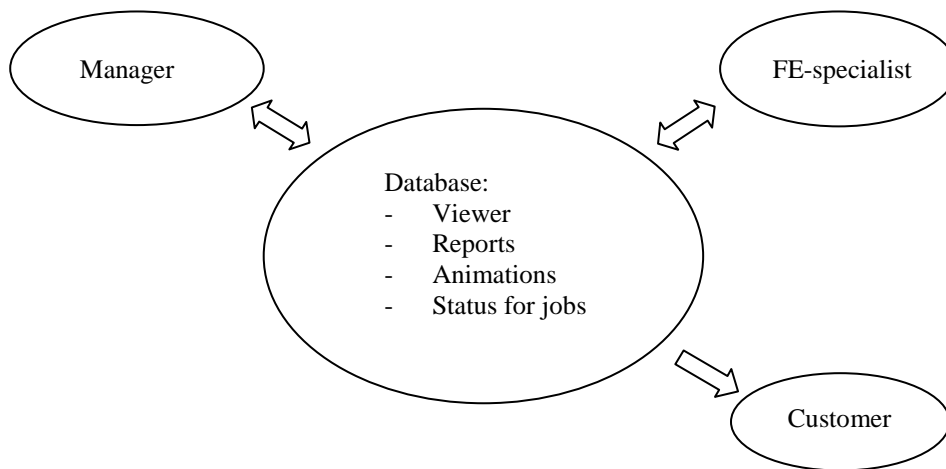 Manager
FE-specialist
Database:
- Viewer
- Reports
- Animations
- Status for jobs
Customer